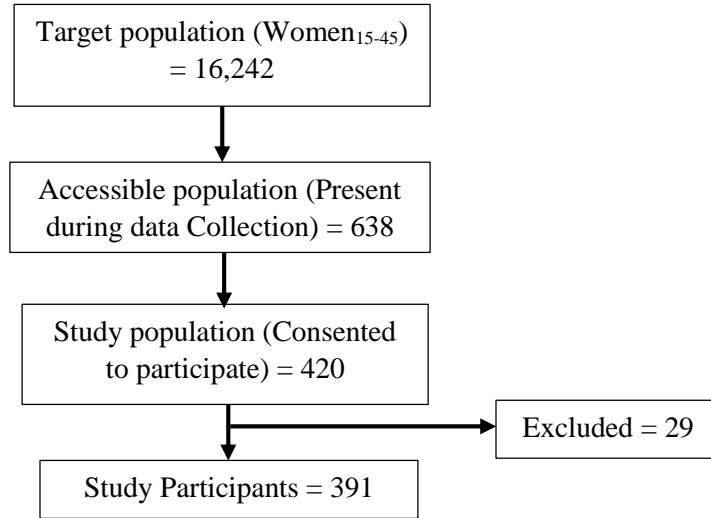 Target population (Women15-45)
= 16,242
Accessible population (Present
during data Collection) = 638
Study population (Consented
to participate) = 420
Excluded = 29
Study Participants = 391